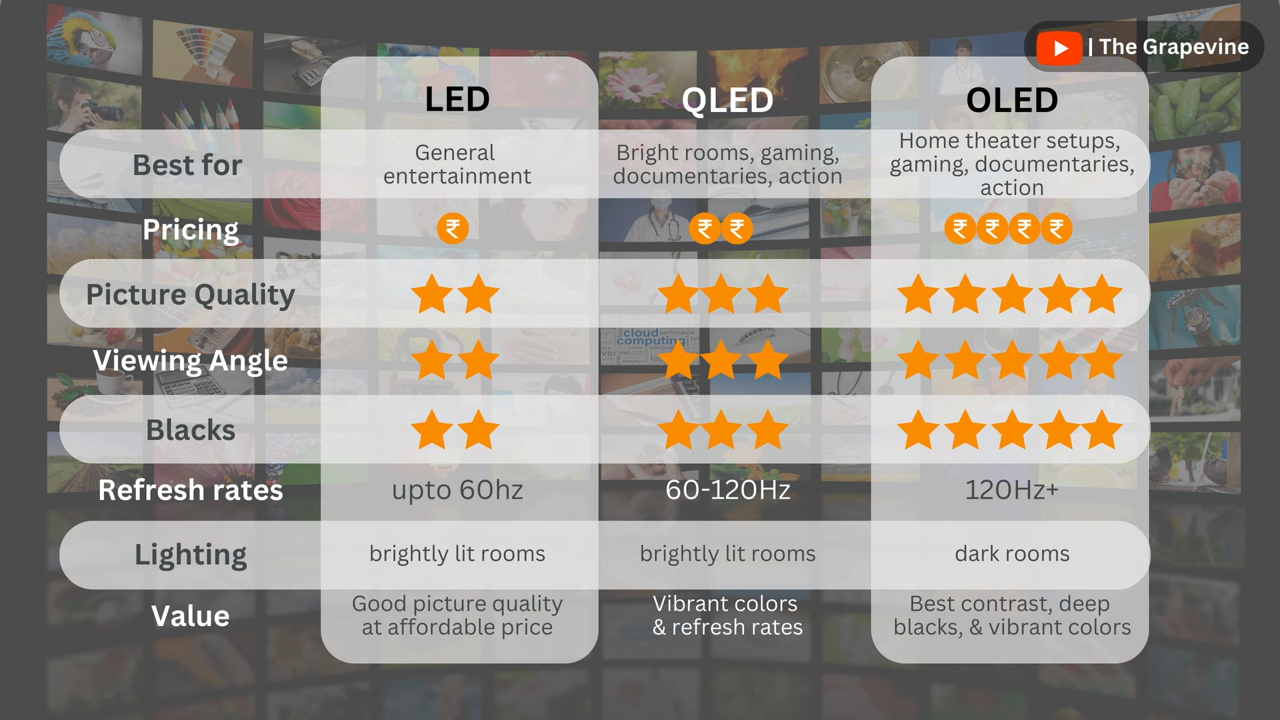 | The Grapevine
LED
QLED
OLED
Best for
General
entertainment
Bright rooms, gaming,
documentaries, action
Home theater setups,
gaming, documentaries,
action
Pricing
₹
₹ ₹
₹ ₹ ₹ ₹
Picture Quality
Viewing Angle
cloud
computing
Blacks
Refresh rates
upto 60hz
60-120Hz
120Hz+
Lighting
brightly lit rooms
brightly lit rooms
dark rooms
Value
Good picture quality
at affordable price
Vibrant colors
& refresh rates
Best contrast, deep
blacks, & vibrant colors